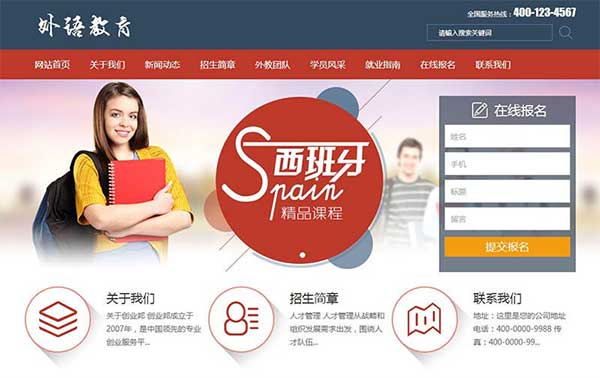 外语教育
全国服务热线：400-123-4567
请输入搜索关键词
网站首页 关于我们 新闻动态 招生简章 外教团队 学员风采 就业指南 在线报名 联系我们
西班牙
Spain
精品课程
在线报名
姓名
手机
标题
留言
提交报名
关于我们
关于创业邦 创业邦成立于
2007年，是中国领先的专业
创业服务平...
招生简章
人才管理 人才管理从战略和
组织发展需求出发，围绕人
才队伍...
联系我们
地址：这里是您的公司地址
电话：400-0000-9988 传
真：400-0000-99...